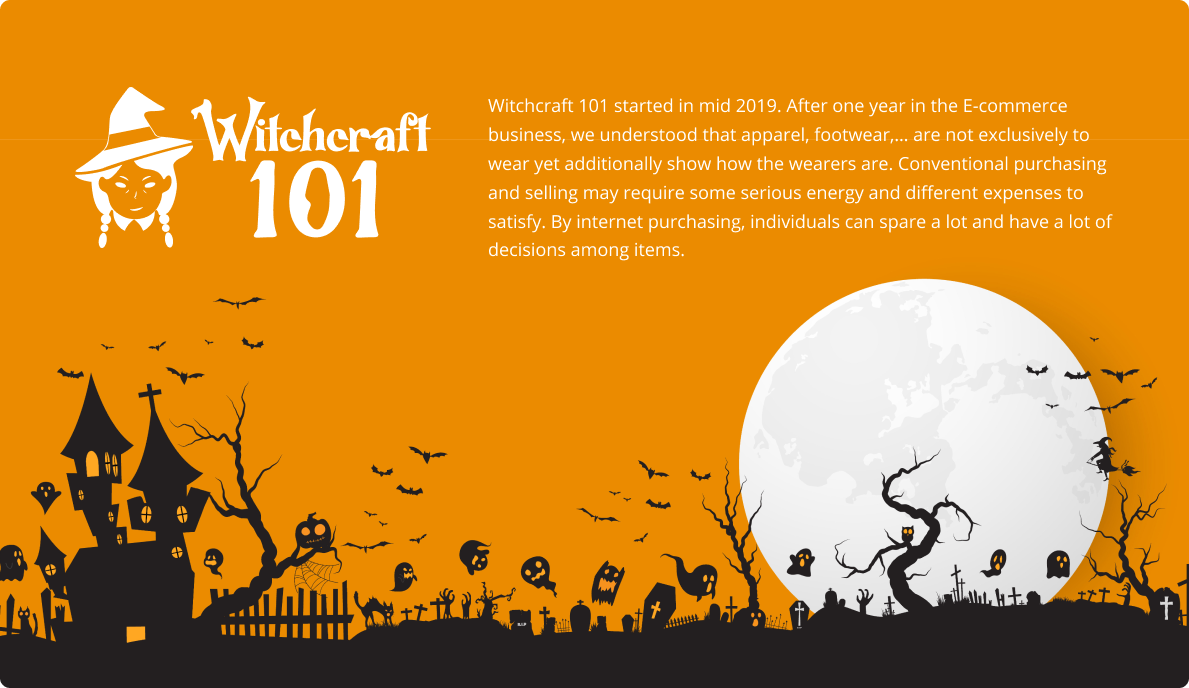 Witchcraft
101
Witchcraft 101 started in mid 2019. After one year in the E-commerce
business, we understood that apparel, footwear,... are not exclusively to
wear yet additionally show how the wearers are. Conventional purchasing
and selling may require some serious energy and different expenses to
satisfy. By internet purchasing, individuals can spare a lot and have a lot of
decisions among items.
R.I.P